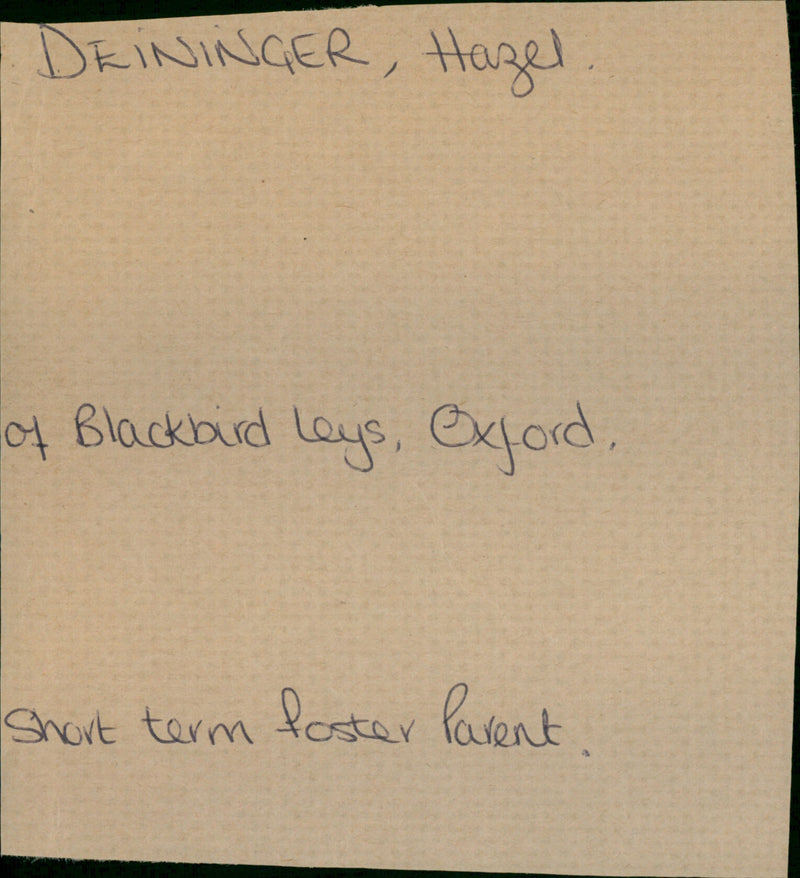 DEININGER, Hazel.
of Blackbird Leys, Oxford.
Short term foster Parent.